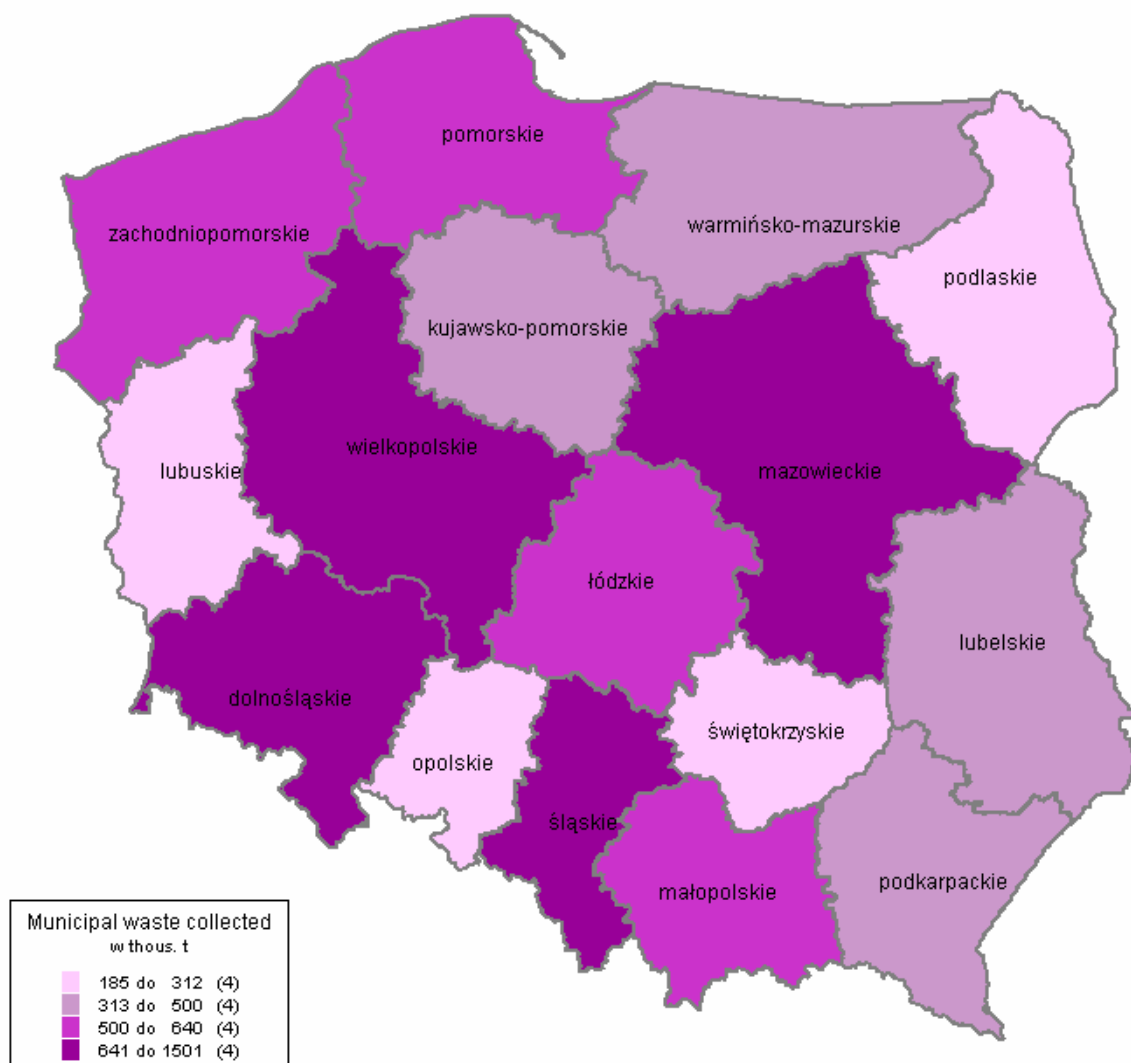 pomorskie
zachodniopomorskie
warmińsko-mazurskie
podlaskie
kujawsko-pomorskie
wielkopolskie
mazowieckie
lubuskie
łódzkie
lubelskie
dolnośląskie
świętokrzyskie
opolskie
śląskie
małopolskie
podkarpackie
Municipal waste collected
w thous. t
185 do 312 (4)
313 do 500 (4)
500 do 640 (4)
641 do 1501 (4)